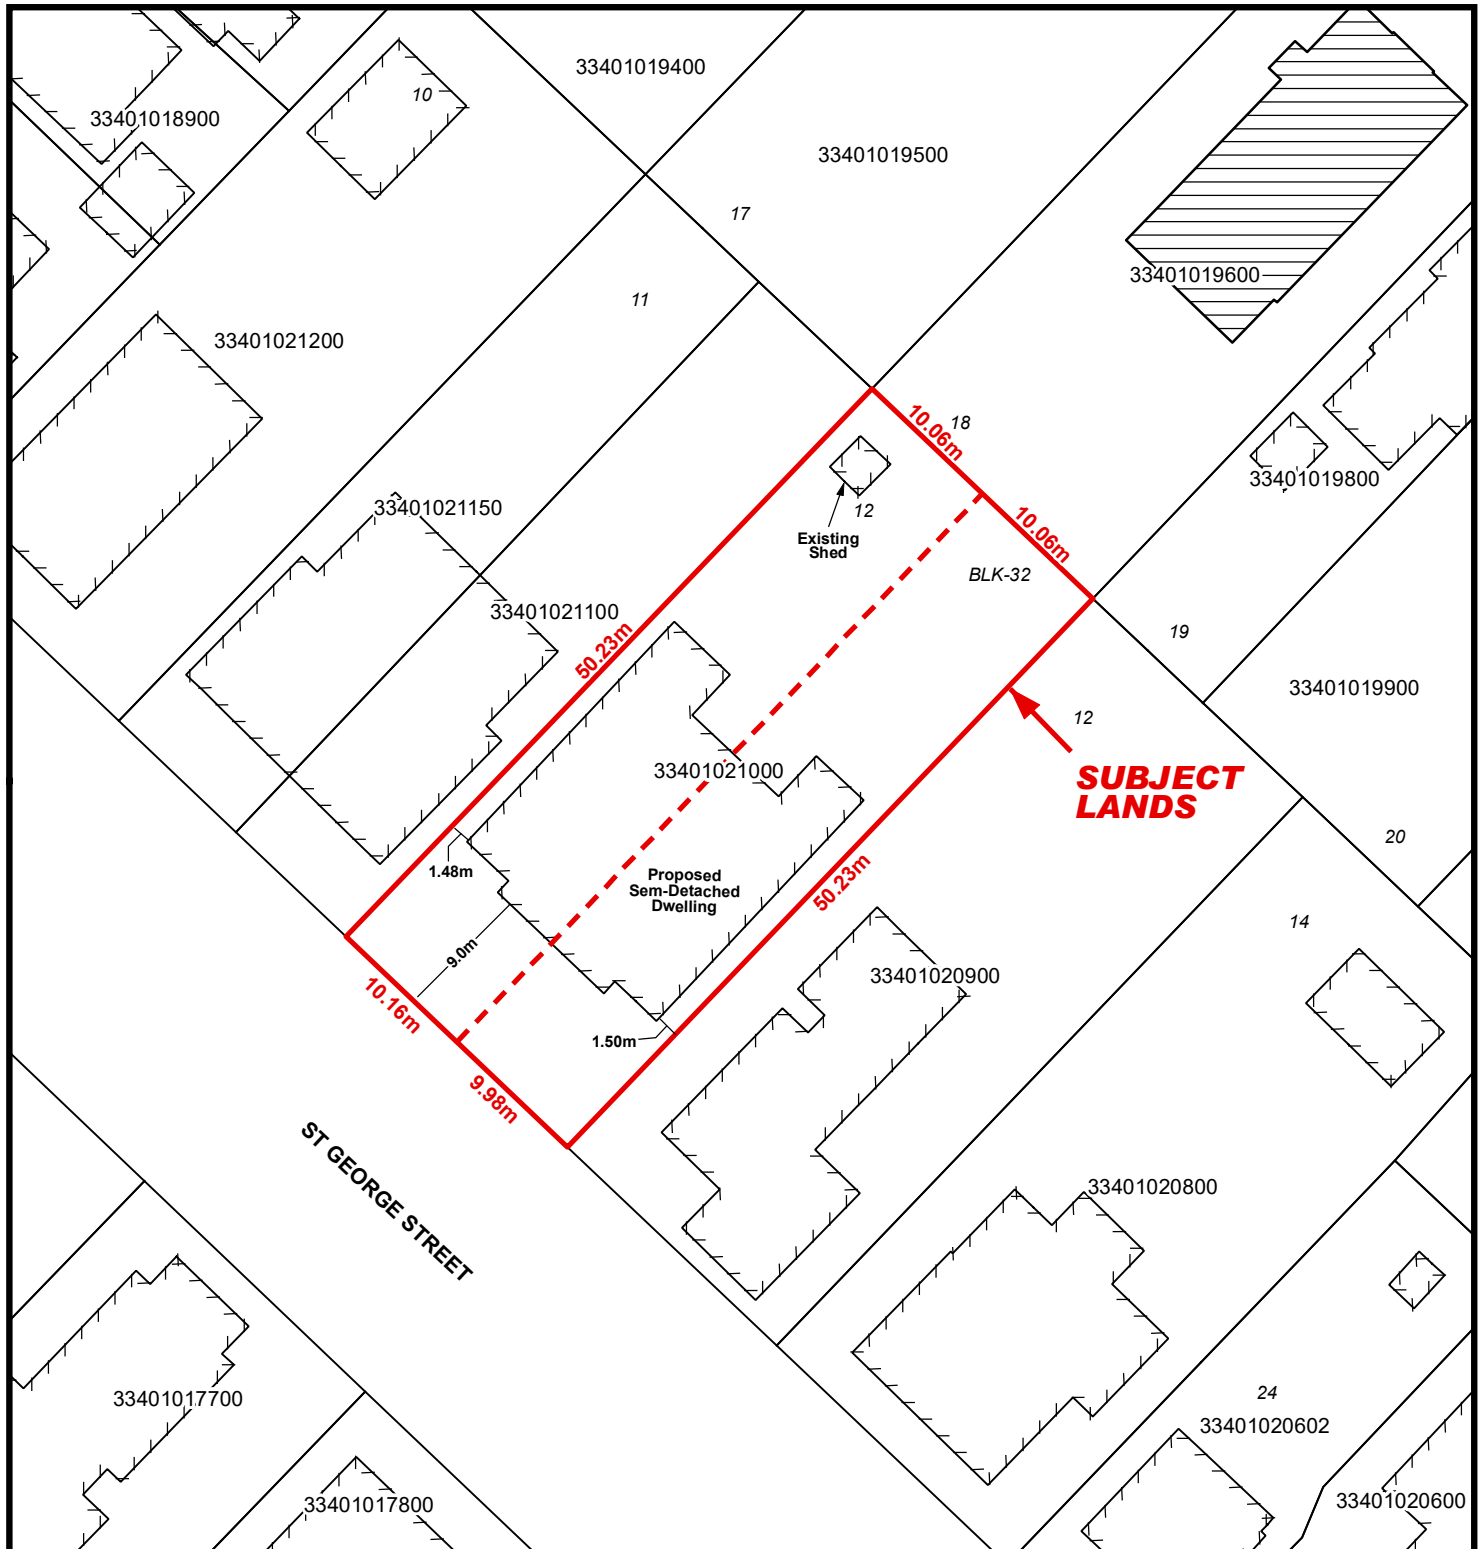 33401019400
10
33401018900
33401019500
17
33401019600
11
33401021200
10.06m
18
33401019800
33401021150
12
Existing
Shed
10.06m
BLK-32
33401021100
50.23m
19
33401019900
12
33401021000
SUBJECT
LANDS
20
1.48m
Proposed
Sem-Detached
Dwelling
50.23m
14
9.0m
33401020900
10.16m
1.50m
9.98m
ST GEORGE STREET
33401020800
24
33401017700
33401020602
33401017800
33401020600